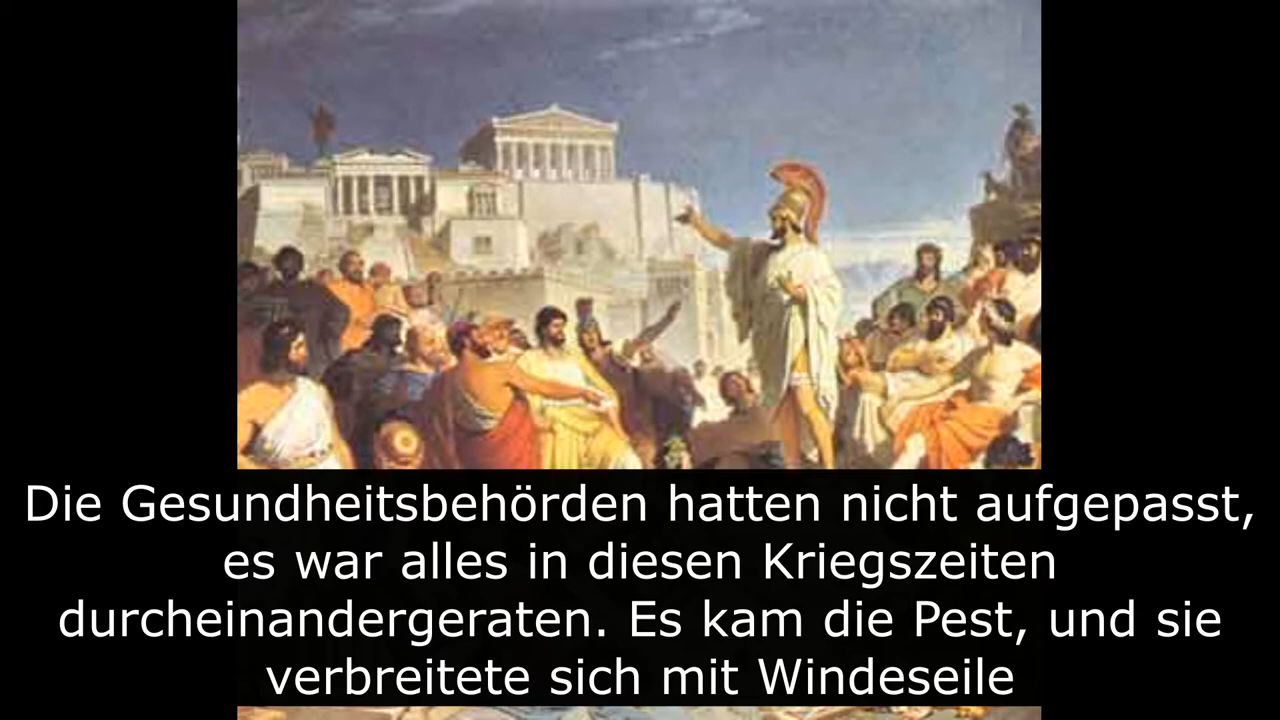 Die Gesundheitsbehörden hatten nicht aufgepasst,
es war alles in diesen Kriegszeiten
durcheinandergeraten. Es kam die Pest, und sie
verbreitete sich mit Windeseile